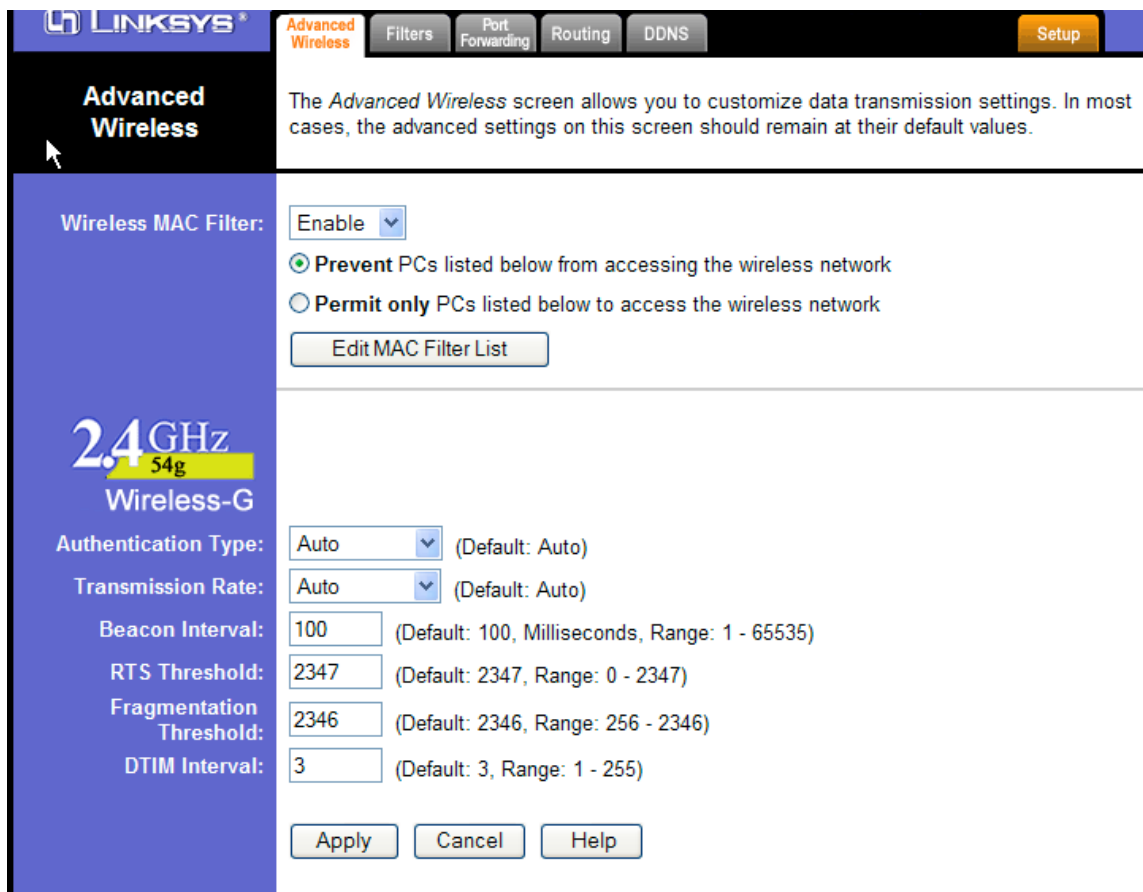 LINKSYS®
Advanced Wireless
Filters
Port Forwarding
Routing
DDNS
Setup
Advanced
Wireless
The Advanced Wireless screen allows you to customize data transmission settings. In most
cases, the advanced settings on this screen should remain at their default values.
Wireless MAC Filter:
Enable
Prevent PCs listed below from accessing the wireless network
Permit only PCs listed below to access the wireless network
Edit MAC Filter List
2.4GHz
54g
Wireless-G
Authentication Type: Auto (Default: Auto)
Transmission Rate: Auto (Default: Auto)
Beacon Interval: 100 (Default: 100, Milliseconds, Range: 1 - 65535)
RTS Threshold: 2347 (Default: 2347, Range: 0 - 2347)
Fragmentation
Threshold: 2346 (Default: 2346, Range: 256 - 2346)
DTIM Interval: 3 (Default: 3, Range: 1 - 255)
Apply Cancel Help